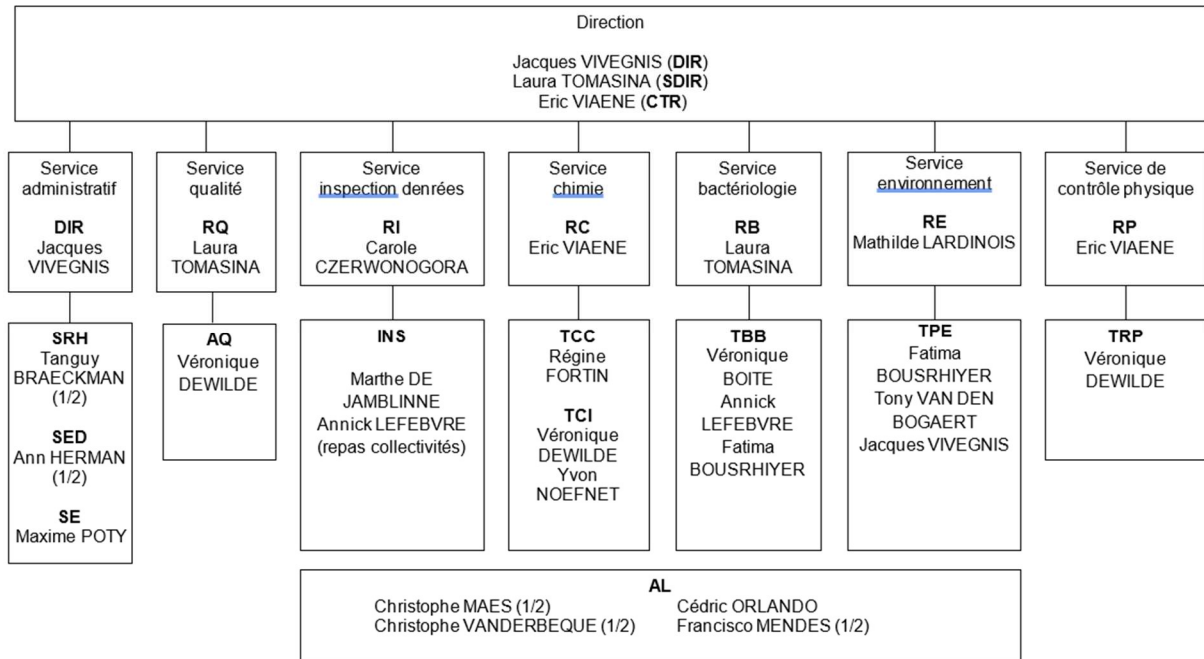 Direction
Jacques VIVEGNIS (DIR)
Laura TOMASINA (SDIR)
Eric VIAENE (CTR)
Service
administratif
DIR
Jacques
VIVEGNIS
Service
qualité
RQ
Laura
TOMASINA
Service
inspection denrées
RI
Carole
CZERWONOGORA
Service
chimie
RC
Eric VIAENE
Service
bactériologie
RB
Laura
TOMASINA
Service
environnement
RE
Mathilde LARDINOIS
Service de
contrôle physique
RP
Eric VIAENE
SRH
Tanguy
BRAECKMAN
(1/2)
SED
Ann HERMAN
(1/2)
SE
Maxime POTY
AQ
Véronique
DEWILDE
INS
Marthe DE
JAMBLINNE
Annick LEFEBVRE
(repas collectivités)
TCC
Régine
FORTIN
TCI
Véronique
DEWILDE
Yvon
NOEFNET
TBB
Véronique
BOITE
Annick
LEFEBVRE
Fatima
BOUSRHIYER
TPE
Fatima
BOUSRHIYER
Tony VAN DEN
BOGAERT
Jacques VIVEGNIS
TRP
Véronique
DEWILDE
AL
Christophe MAES (1/2) Cédric ORLANDO
Christophe VANDERBEQUE (1/2) Francisco MENDES (1/2)